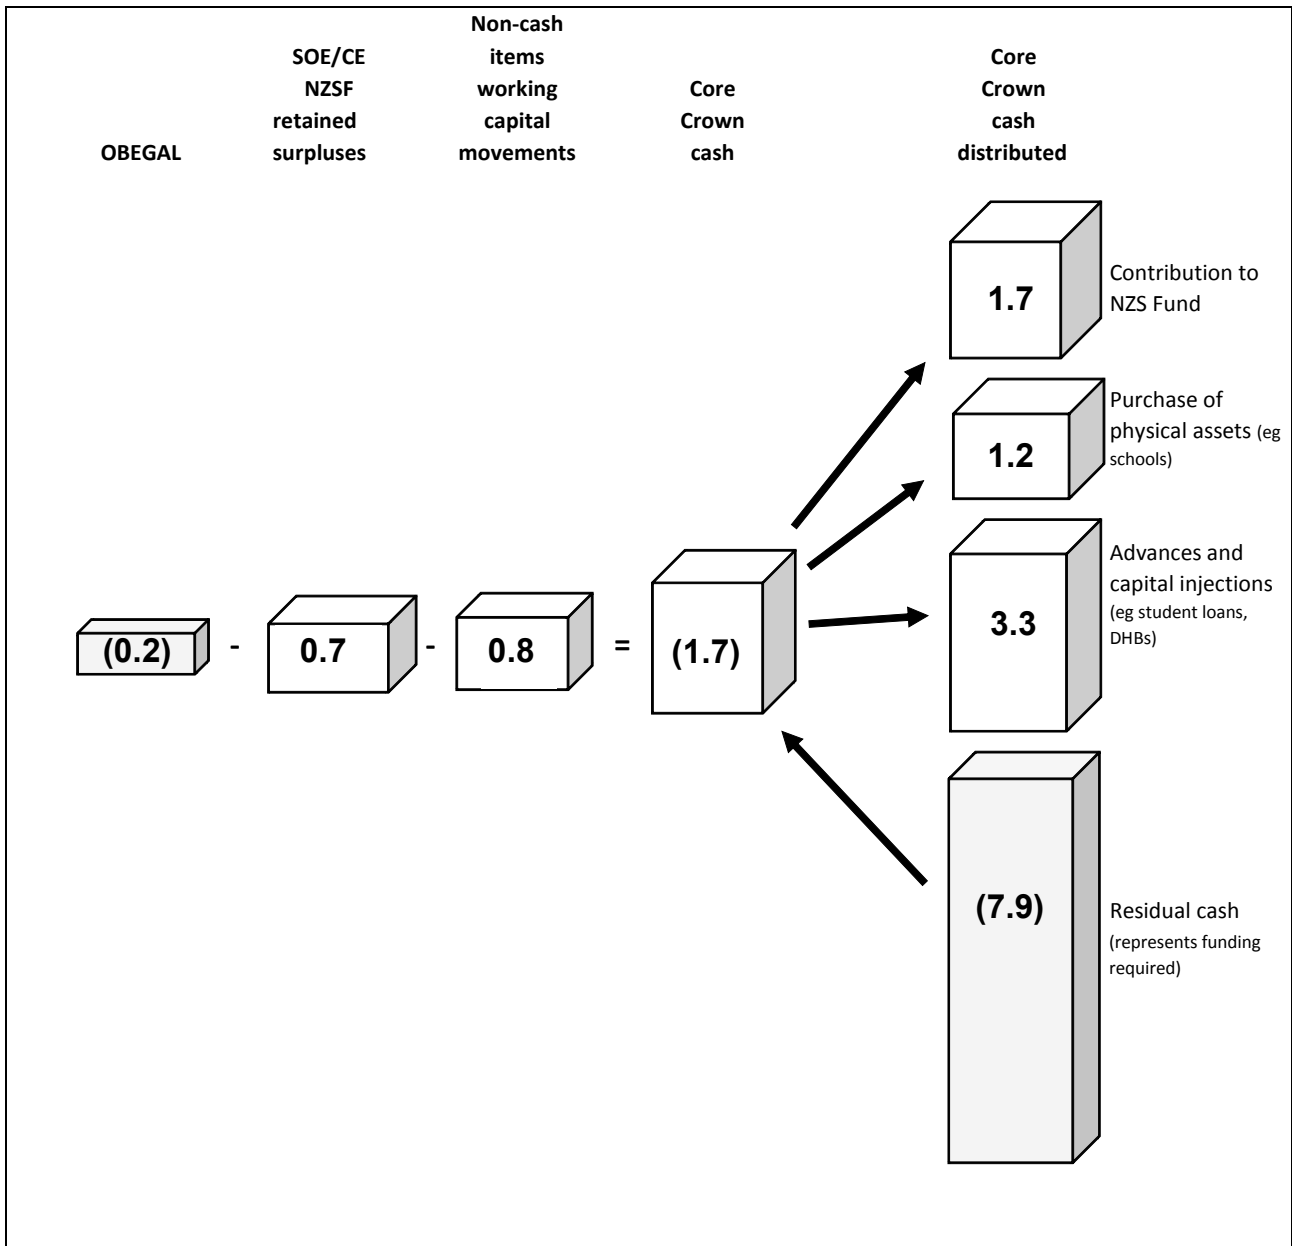 OBEGAL
SOE/CE
NZSF
retained
surpluses
Non-cash
items
working
capital
movements
Core
Crown
cash
Core
Crown
cash
distributed
(0.2)
-
0.7
-
0.8
=
(1.7)
1.7
Contribution to
NZS Fund
1.2
Purchase of
physical assets (eg
schools)
3.3
Advances and
capital injections
(eg student loans,
DHBs)
(7.9)
Residual cash
(represents funding
required)